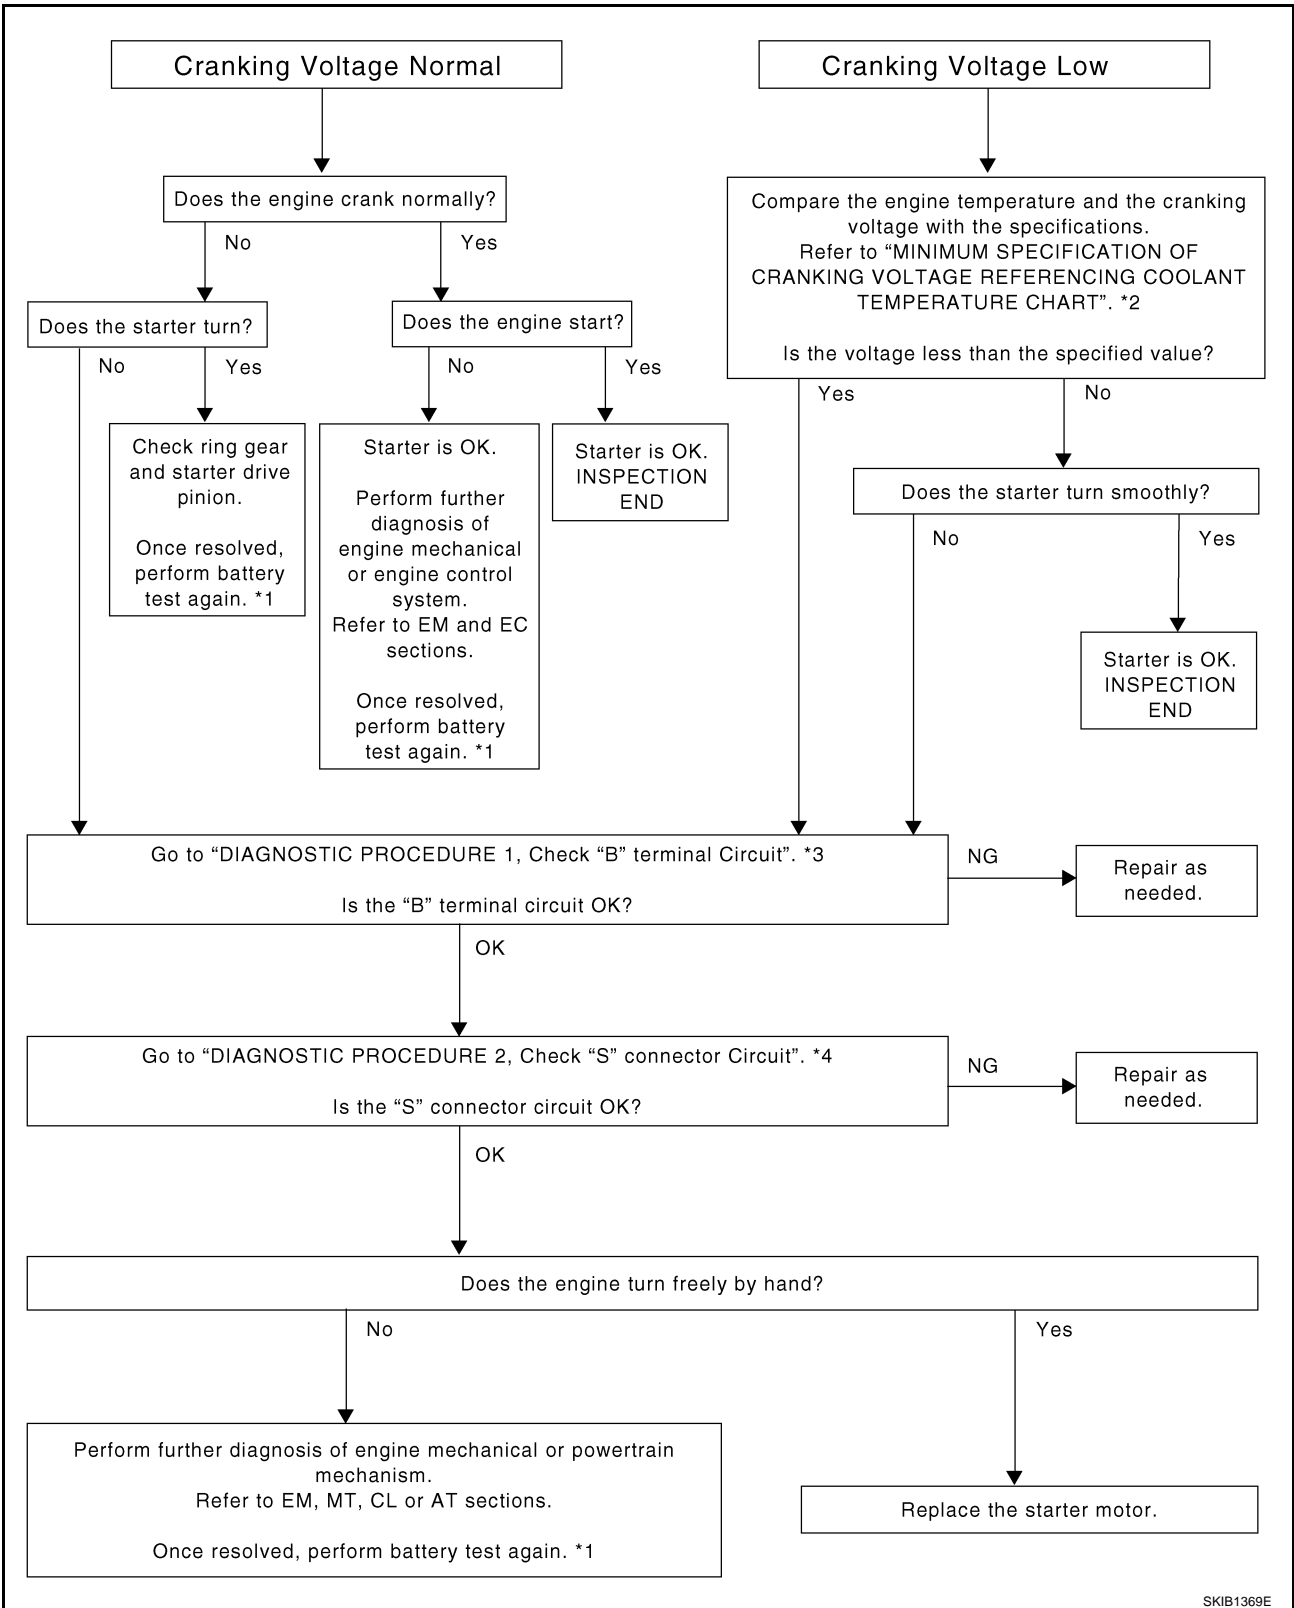 Cranking Voltage Normal
Cranking Voltage Low
Does the engine crank normally?
No
Yes
Does the starter turn?
Does the engine start?
No
Yes
No
Yes
Check ring gear
and starter drive
pinion.
Once resolved,
perform battery
test again. *1
Starter is OK.
Perform further
diagnosis of
engine mechanical
or engine control
system.
Refer to EM and EC
sections.
Once resolved,
perform battery
test again. *1
Starter is OK.
INSPECTION
END
Compare the engine temperature and the cranking
voltage with the specifications.
Refer to “MINIMUM SPECIFICATION OF
CRANKING VOLTAGE REFERENCING COOLANT
TEMPERATURE CHART”. *2
Is the voltage less than the specified value?
Yes
No
Does the starter turn smoothly?
No
Yes
Starter is OK.
INSPECTION
END
Go to “DIAGNOSTIC PROCEDURE 1, Check “B” terminal Circuit”. *3
Is the “B” terminal circuit OK?
NG
Repair as
needed.
OK
Go to “DIAGNOSTIC PROCEDURE 2, Check “S” connector Circuit”. *4
Is the “S” connector circuit OK?
NG
Repair as
needed.
OK
Does the engine turn freely by hand?
No
Yes
Perform further diagnosis of engine mechanical or powertrain
mechanism.
Refer to EM, MT, CL or AT sections.
Once resolved, perform battery test again. *1
Replace the starter motor.
SKIB1369E